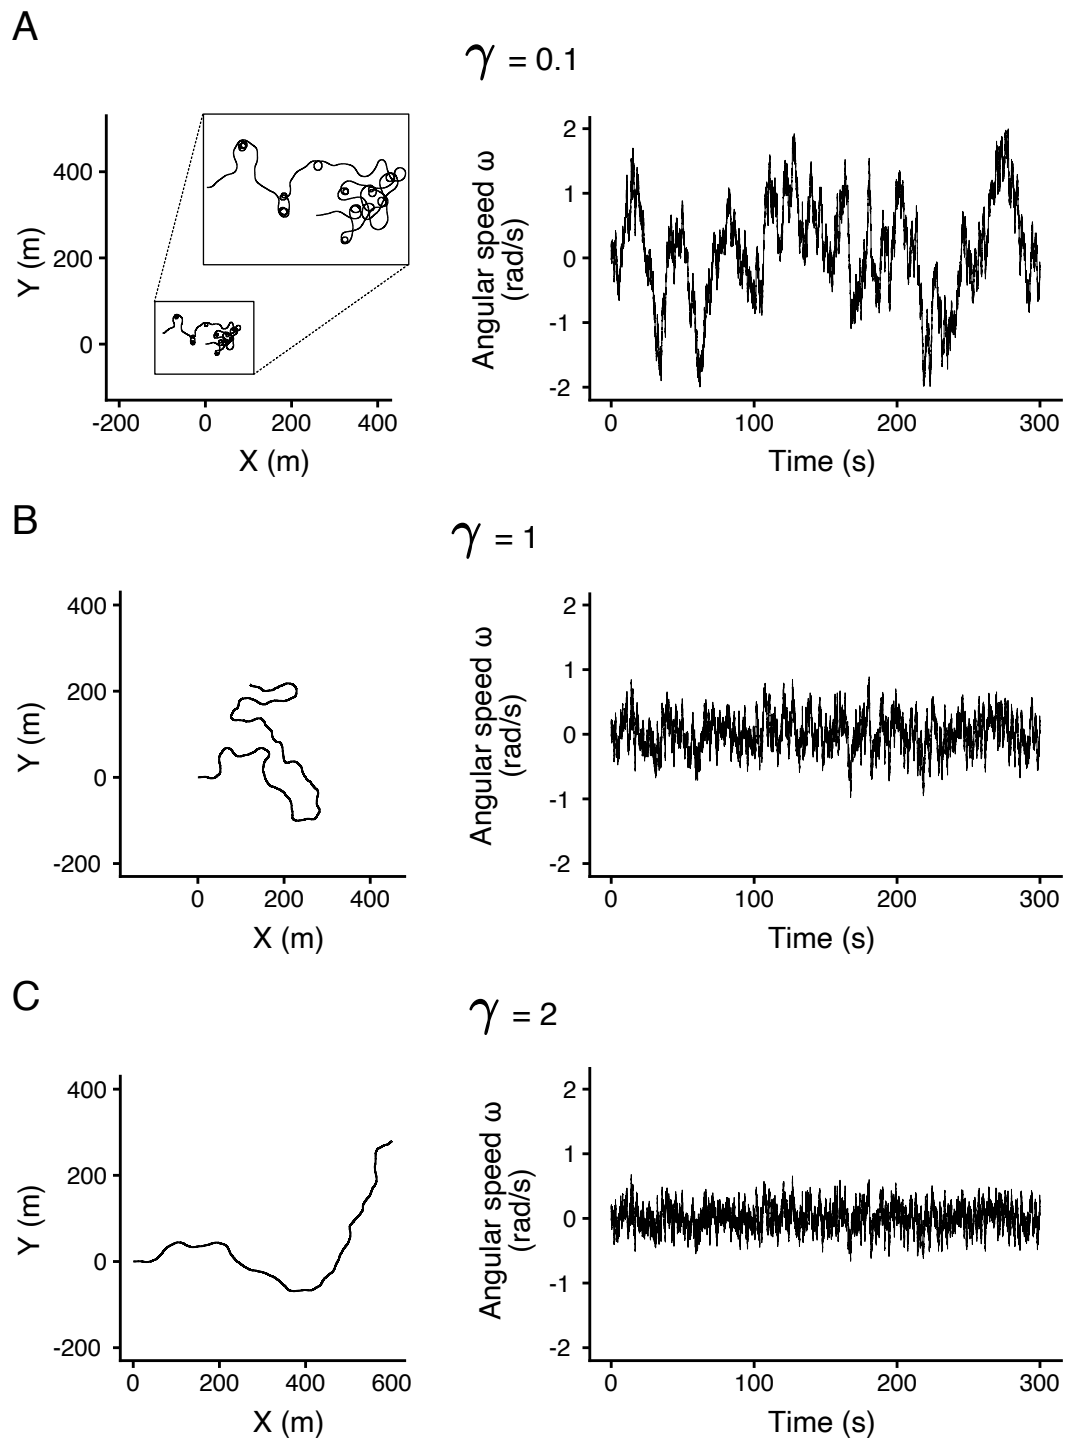 A
γ = 0.1
Y (m)
400
200
0
-200 0 200 400
X (m)
Angular speed ω
(rad/s)
2
1
0
-1
-2
0 100 200 300
Time (s)
B
γ = 1
Y (m)
400
200
0
-200
0 200 400
X (m)
Angular speed ω
(rad/s)
2
1
0
-1
-2
0 100 200 300
Time (s)
C
γ = 2
Y (m)
400
200
0
-200
0 200 400 600
X (m)
Angular speed ω
(rad/s)
2
1
0
-1
-2
0 100 200 300
Time (s)